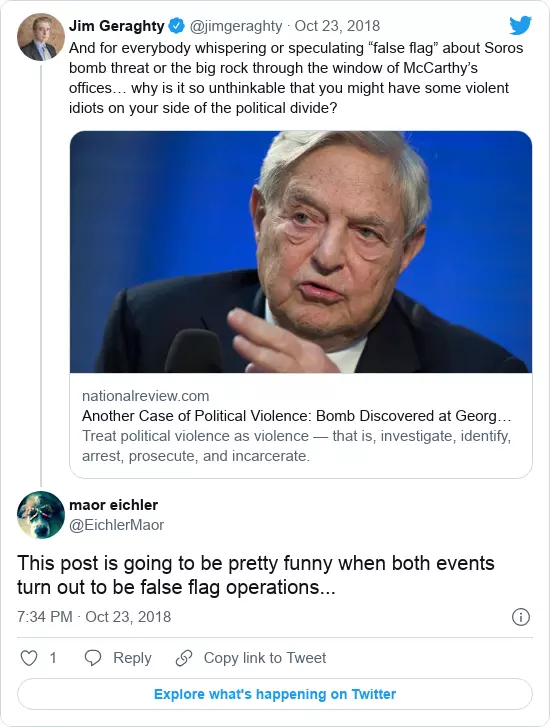 Jim Geraghty @jimgeraghty · Oct 23, 2018
And for everybody whispering or speculating “false flag” about Soros
bomb threat or the big rock through the window of McCarthy’s
offices… why is it so unthinkable that you might have some violent
idiots on your side of the political divide?
nationalreview.com
Another Case of Political Violence: Bomb Discovered at Georg…
Treat political violence as violence — that is, investigate, identify,
arrest, prosecute, and incarcerate.
maor eichler
@EichlerMaor
This post is going to be pretty funny when both events
turn out to be false flag operations...
7:34 PM · Oct 23, 2018
1 Reply Copy link to Tweet
Explore what's happening on Twitter